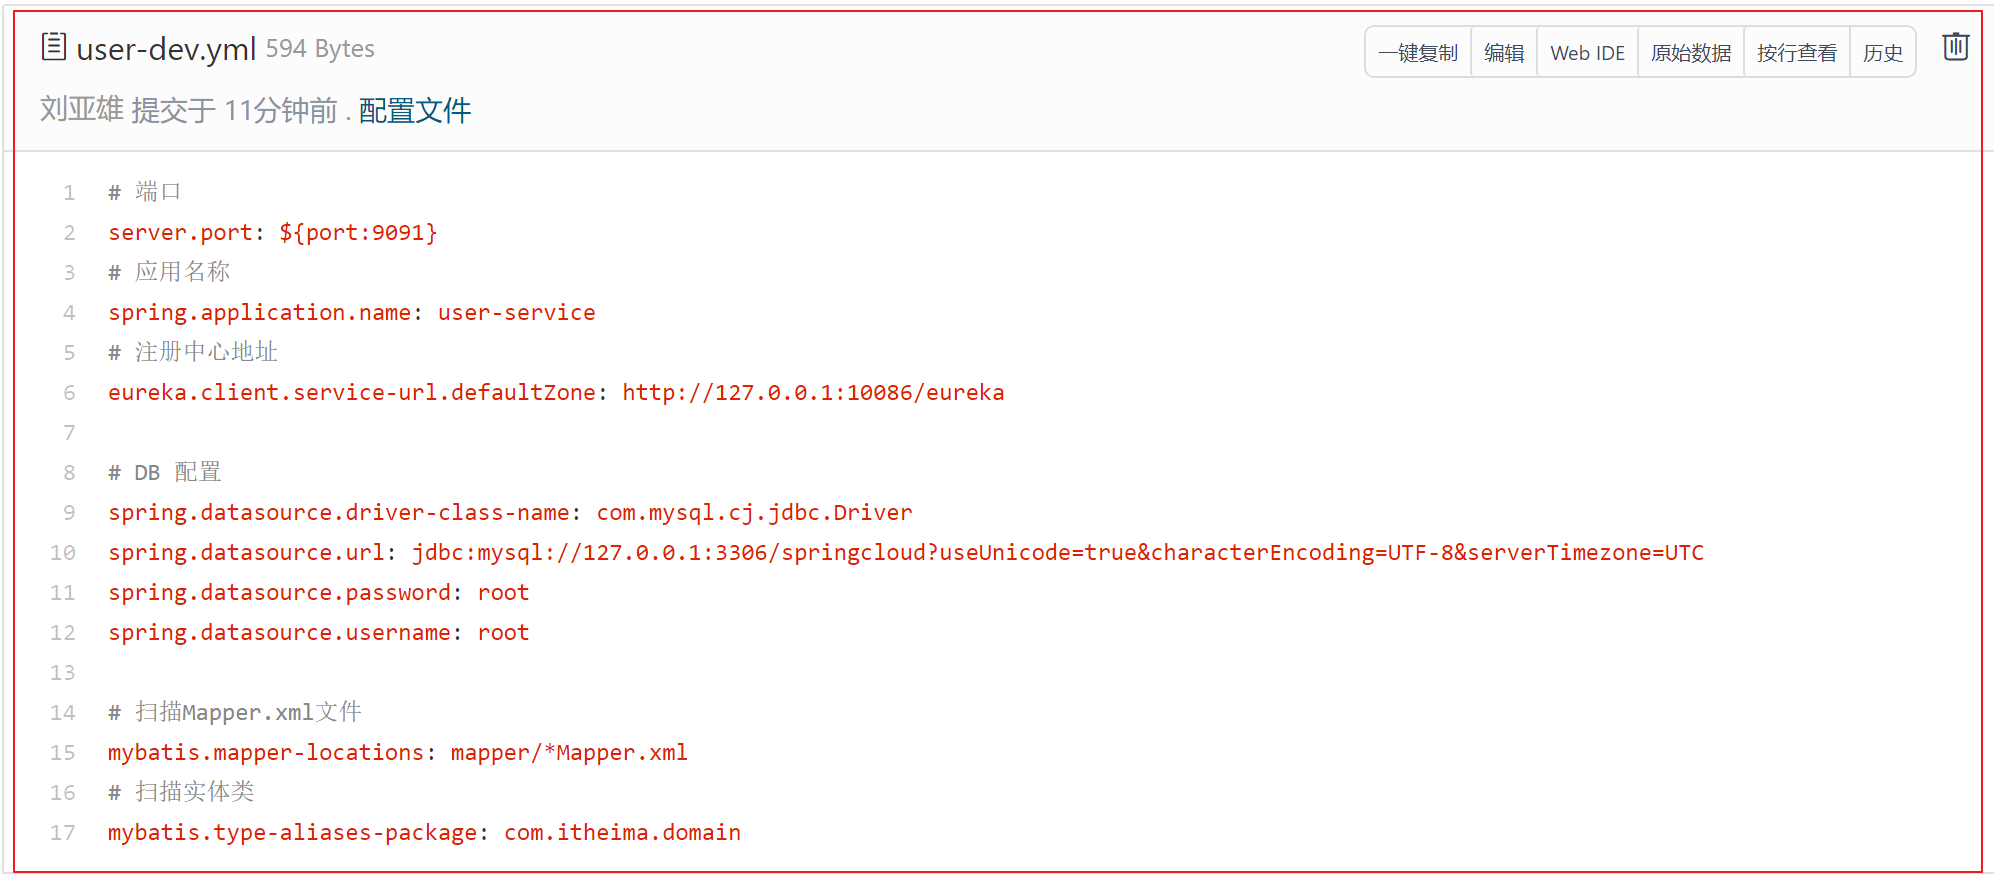 user-dev.yml 594 Bytes
一键复制 编辑 Web IDE 原始数据 按行查看 历史
刘亚雄 提交于 11分钟前 . 配置文件
1 # 端口
2 server.port: ${port:9091}
3 # 应用名称
4 spring.application.name: user-service
5 # 注册中心地址
6 eureka.client.service-url.defaultZone: http://127.0.0.1:10086/eureka
7
8 # DB 配置
9 spring.datasource.driver-class-name: com.mysql.cj.jdbc.Driver
10 spring.datasource.url: jdbc:mysql://127.0.0.1:3306/springcloud?useUnicode=true&characterEncoding=UTF-8&serverTimezone=UTC
11 spring.datasource.password: root
12 spring.datasource.username: root
13
14 # 扫描Mapper.xml文件
15 mybatis.mapper-locations: mapper/*Mapper.xml
16 # 扫描实体类
17 mybatis.type-aliases-package: com.itheima.domain